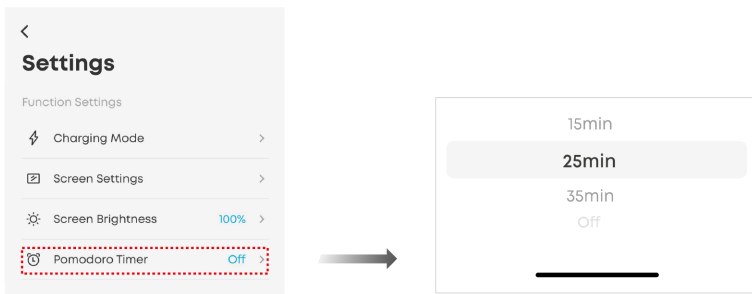 Settings
Function Settings
Charging Mode
Screen Settings
Screen Brightness 100%
Pomodoro Timer Off
15min
25min
35min
Off